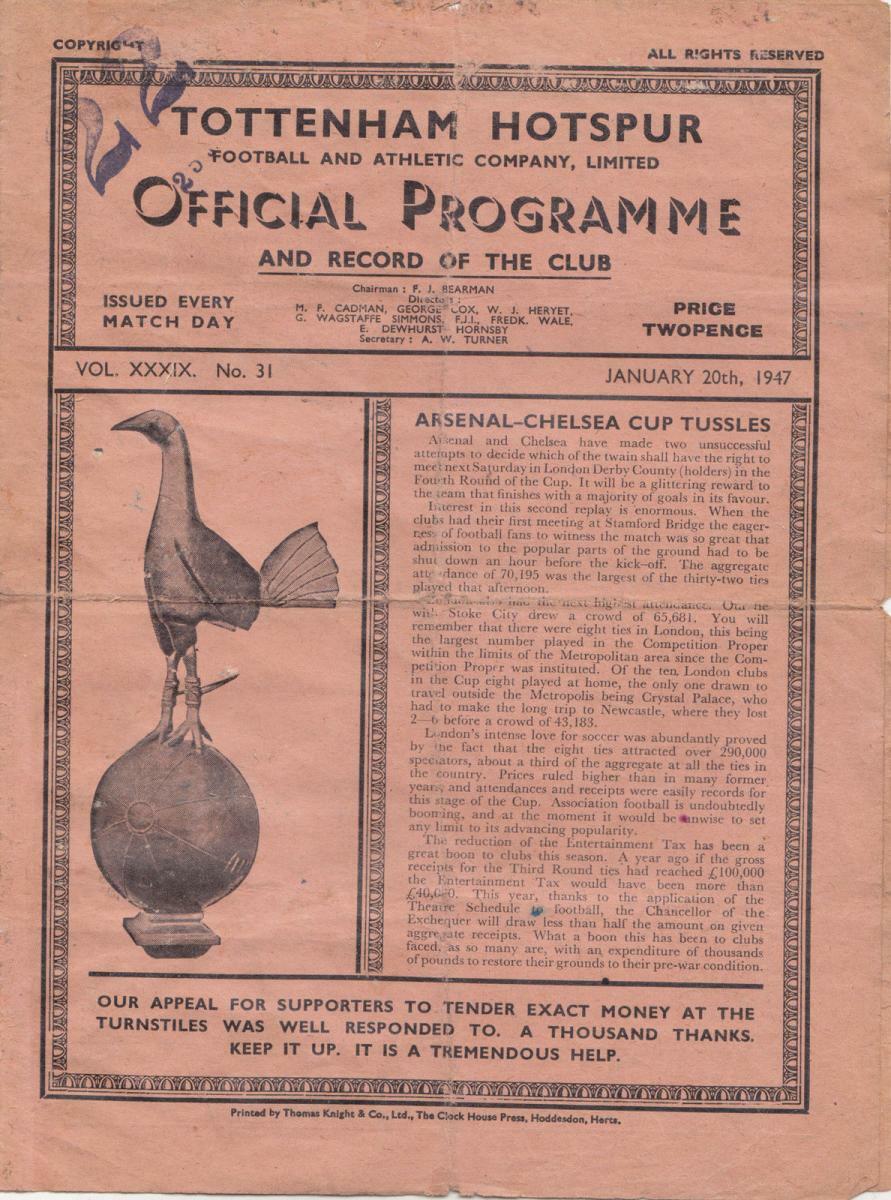 COPYRIGHT
ALL RIGHTS RESERVED
TOTTENHAM HOTSPUR
FOOTBALL AND ATHLETIC COMPANY, LIMITED
OFFICIAL PROGRAMME
AND RECORD OF THE CLUB
ISSUED EVERY
MATCH DAY
Chairman : F. J. BEARMAN
Directors :
M. F. CADMAN, GEORGE COX, W. J. HERYET,
G. WAGSTAFFE SIMMONS, F.J.I., FREDK. WALE,
E. DEWHURST HORNSBY
Secretary : A. W. TURNER
PRICE
TWOPENCE
VOL. XXXIX. No. 31
JANUARY 20th, 1947
ARSENAL–CHELSEA CUP TUSSLES
Arsenal and Chelsea have made two unsuccessful
attempts to decide which of the twain shall have the right to
meet next Saturday in London Derby County (holders) in the
Fourth Round of the Cup. It will be a glittering reward to
the team that finishes with a majority of goals in its favour.
Interest in this second replay is enormous. When the
clubs had their first meeting at Stamford Bridge the eager-
ness of football fans to witness the match was so great that
admission to the popular parts of the ground had to be
shut down an hour before the kick-off. The aggregate
attendance of 70,195 was the largest of the thirty-two ties
played that afternoon.
had the next highest attendance. Our tie
with Stoke City drew a crowd of 65,681. You will
remember that there were eight ties in London, this being
the largest number played in the Competition Proper
within the limits of the Metropolitan area since the Com-
petition Proper was instituted. Of the ten London clubs
in the Cup eight played at home, the only one drawn to
travel outside the Metropolis being Crystal Palace, who
had to make the long trip to Newcastle, where they lost
2—6 before a crowd of 43,183.
London's intense love for soccer was abundantly proved
by the fact that the eight ties attracted over 290,000
spectators, about a third of the aggregate at all the ties in
the country. Prices ruled higher than in many former
years, and attendances and receipts were easily records for
this stage of the Cup. Association football is undoubtedly
booming, and at the moment it would be unwise to set
any limit to its advancing popularity.
The reduction of the Entertainment Tax has been a
great boon to clubs this season. A year ago if the gross
receipts for the Third Round ties had reached £100,000
the Entertainment Tax would have been more than
£40,000. This year, thanks to the application of the
Theatre Schedule to football, the Chancellor of the
Exchequer will draw less than half the amount on given
aggregate receipts. What a boon this has been to clubs
faced, as so many are, with an expenditure of thousands
of pounds to restore their grounds to their pre-war condition.
OUR APPEAL FOR SUPPORTERS TO TENDER EXACT MONEY AT THE
TURNSTILES WAS WELL RESPONDED TO. A THOUSAND THANKS.
KEEP IT UP. IT IS A TREMENDOUS HELP.
Printed by Thomas Knight & Co., Ltd., The Clock House Press, Hoddesdon, Herts.